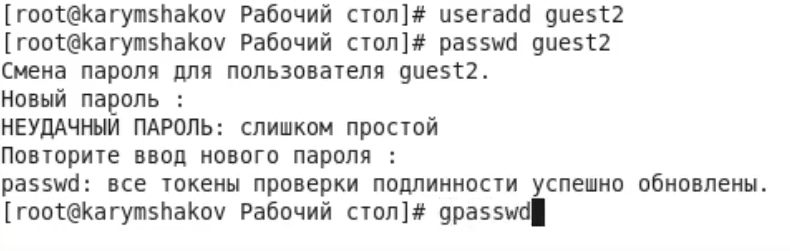 [root@karymshakov Рабочий стол]# useradd guest2
[root@karymshakov Рабочий стол]# passwd guest2
Смена пароля для пользователя guest2.
Новый пароль :
НЕУДАЧНЫЙ ПАРОЛЬ: слишком простой
Повторите ввод нового пароля :
passwd: все токены проверки подлинности успешно обновлены.
[root@karymshakov Рабочий стол]# gpasswd